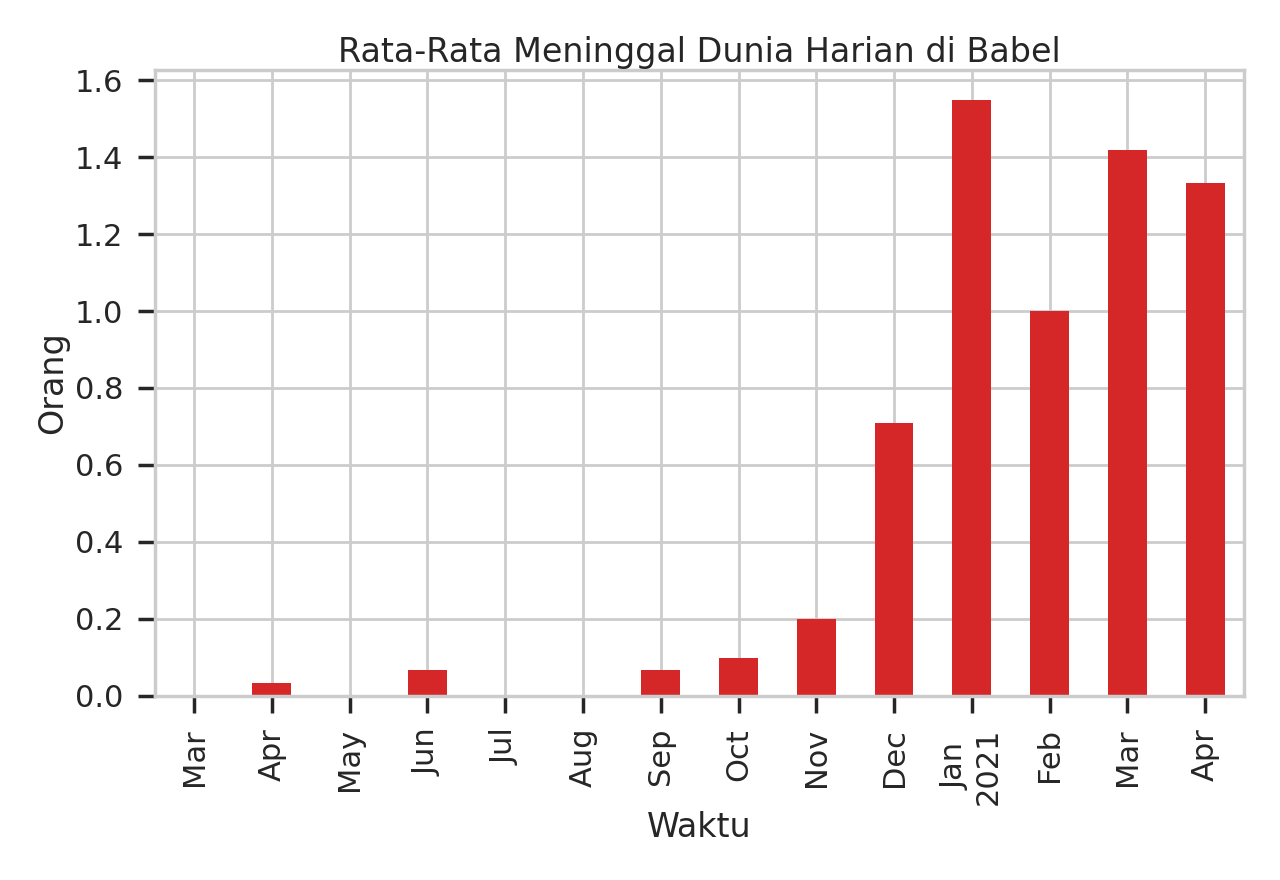 Rata-Rata Meninggal Dunia Harian di Babel
1.6
1.4
1.2
1.0
0.8
0.6
0.4
0.2
0.0
Orang
Mar
Apr
May
Jun
Jul
Aug
Sep
Oct
Nov
Dec
Jan
2021
Feb
Mar
Apr
Waktu